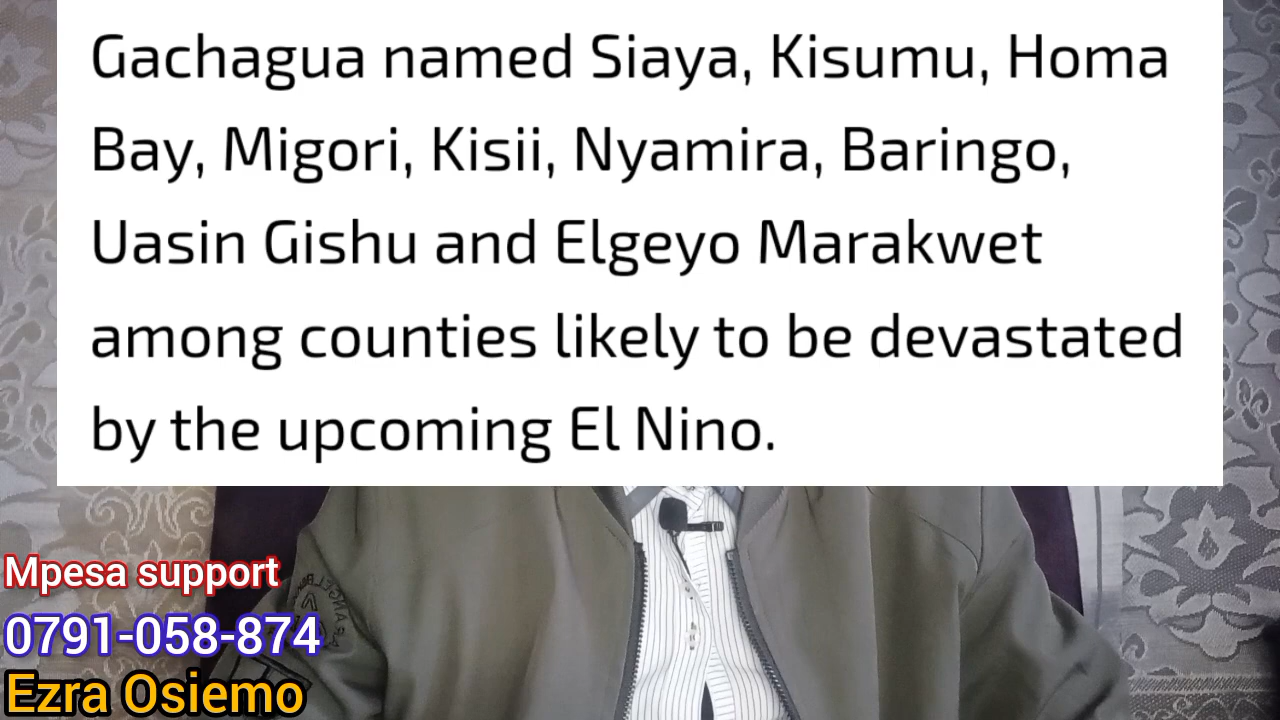 Gachagua named Siaya, Kisumu, Homa
Bay, Migori, Kisii, Nyamira, Baringo,
Uasin Gishu and Elgeyo Marakwet
among counties likely to be devastated
by the upcoming El Nino.
Mpesa support
0791-058-874
Ezra Osiemo